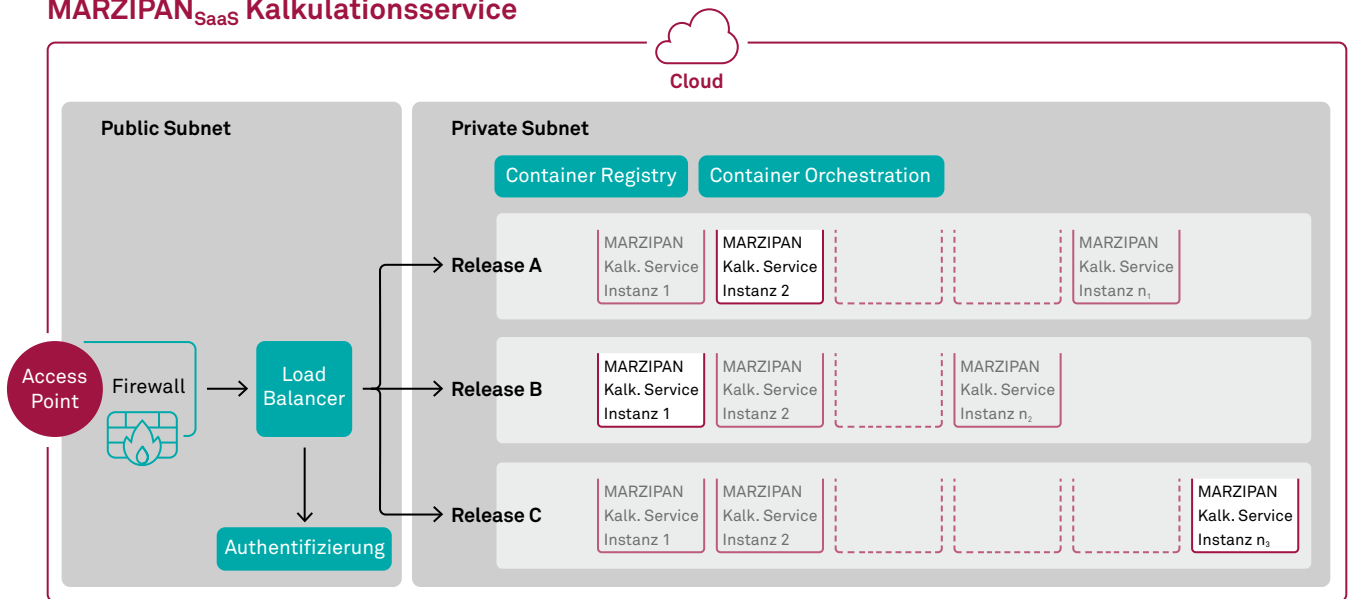 MARZIPAN SaaS Kalkulationsservice
Cloud
Public Subnet
Private Subnet
Container Registry
Container Orchestration
Release A
MARZIPAN
Kalk. Service
Instanz 1
MARZIPAN
Kalk. Service
Instanz 2
MARZIPAN
Kalk. Service
Instanz n₁
Access
Point
Firewall
Load
Balancer
Release B
MARZIPAN
Kalk. Service
Instanz 1
MARZIPAN
Kalk. Service
Instanz 2
MARZIPAN
Kalk. Service
Instanz n₂
Release C
MARZIPAN
Kalk. Service
Instanz 1
MARZIPAN
Kalk. Service
Instanz 2
MARZIPAN
Kalk. Service
Instanz n₃
Authentifizierung